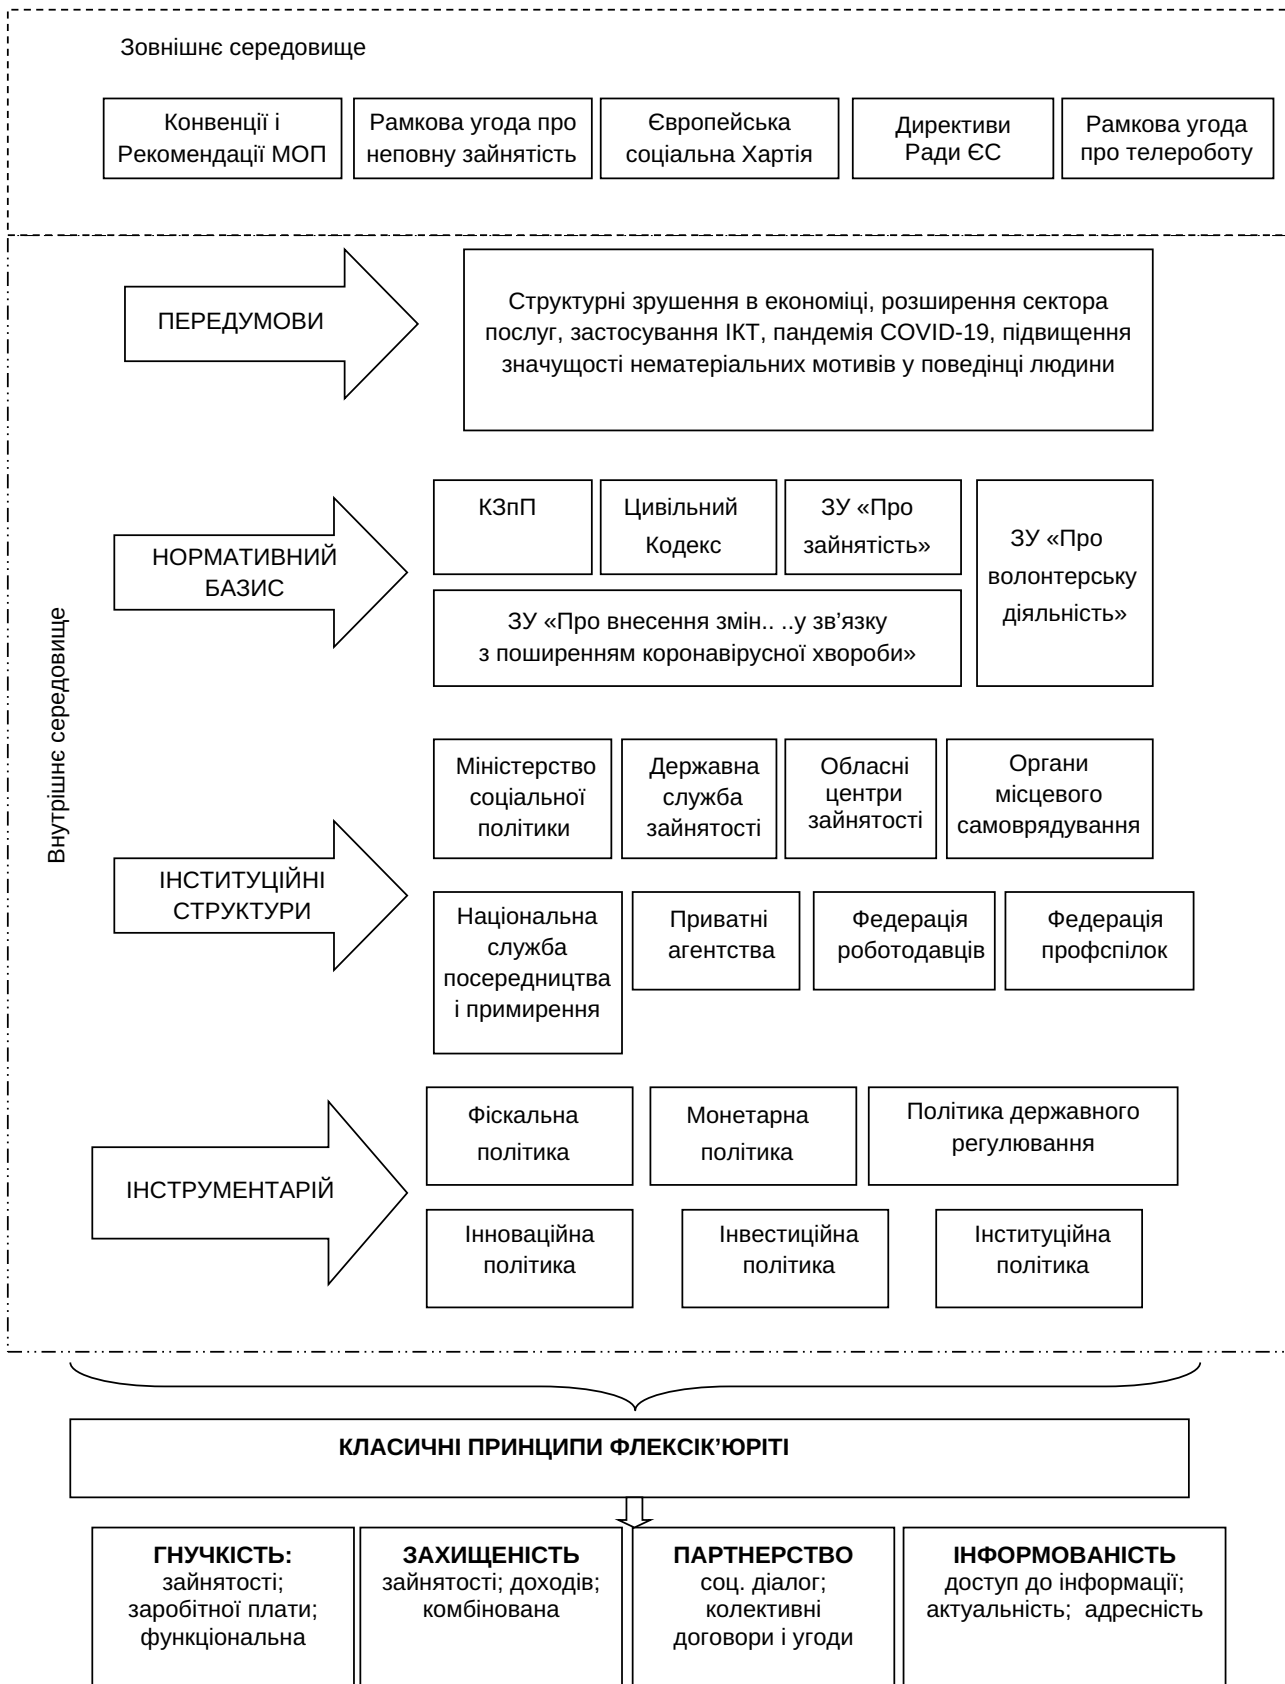 Зовнішнє середовище
Конвенції і
Рекомендації МОП
Рамкова угода про
неповну зайнятість
Європейська
соціальна Хартія
Директиви
Ради ЄС
Рамкова угода
про телероботу
Внутрішнє середовище
ПЕРЕДУМОВИ
Структурні зрушення в економіці, розширення сектора
послуг, застосування ІКТ, пандемія COVID-19, підвищення
значущості нематеріальних мотивів у поведінці людини
НОРМАТИВНИЙ
БАЗИС
КЗпП
Цивільний
Кодекс
ЗУ «Про
зайнятість»
ЗУ «Про
волонтерську
діяльність»
ЗУ «Про внесення змін.. ..у зв’язку
з поширенням коронавірусної хвороби»
ІНСТИТУЦІЙНІ
СТРУКТУРИ
Міністерство
соціальної
політики
Державна
служба
зайнятості
Обласні
центри
зайнятості
Органи
місцевого
самоврядування
Національна
служба
посередництва
і примирення
Приватні
агентства
Федерація
роботодавців
Федерація
профспілок
ІНСТРУМЕНТАРІЙ
Фіскальна
політика
Монетарна
політика
Політика державного
регулювання
Інноваційна
політика
Інвестиційна
політика
Інституційна
політика
КЛАСИЧНІ ПРИНЦИПИ ФЛЕКСІК’ЮРІТІ
ГНУЧКІСТЬ:
зайнятості;
заробітної плати;
функціональна
ЗАХИЩЕНІСТЬ
зайнятості; доходів;
комбінована
ПАРТНЕРСТВО
соц. діалог;
колективні
договори і угоди
ІНФОРМОВАНІСТЬ
доступ до інформації;
актуальність; адресність